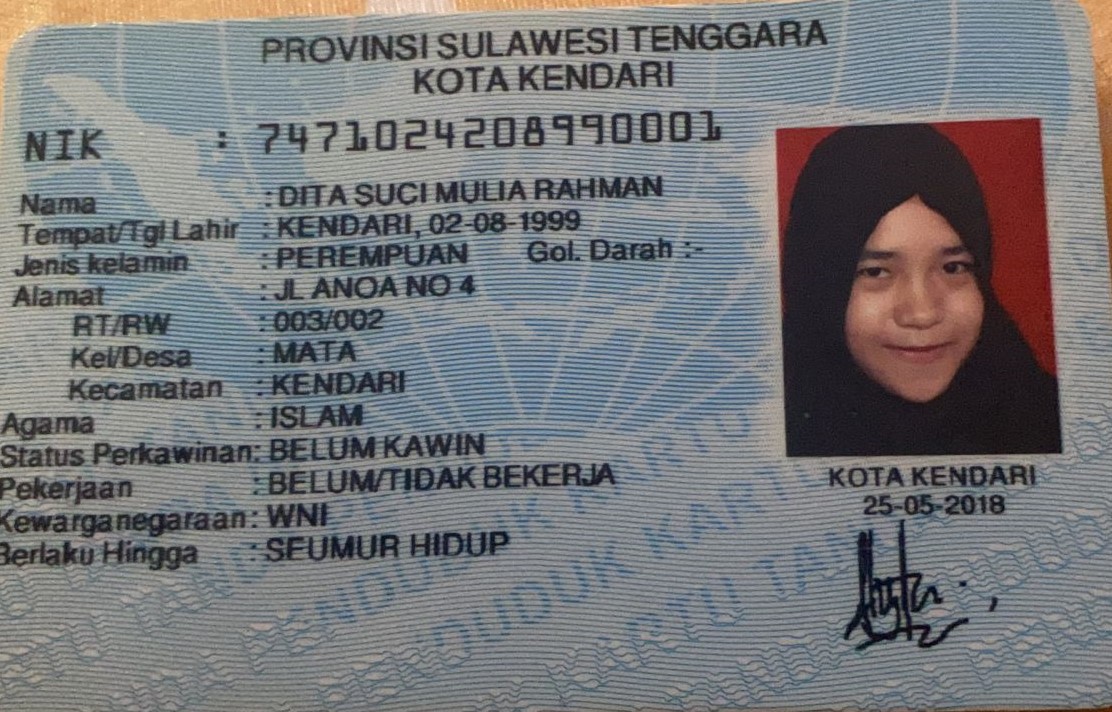 PROVINSI SULAWESI TENGGARA
KOTA KENDARI
NIK : 7471024208990001
Nama : DITA SUCI MULIA RAHMAN
Tempat/Tgl Lahir : KENDARI, 02-08-1999
Jenis kelamin : PEREMPUAN Gol. Darah :-
Alamat : JL ANOA NO 4
RT/RW : 003/002
Kel/Desa : MATA
Kecamatan : KENDARI
Agama : ISLAM
Status Perkawinan: BELUM KAWIN
Pekerjaan : BELUM/TIDAK BEKERJA
Kewarganegaraan: WNI
Berlaku Hingga : SEUMUR HIDUP
KOTA KENDARI
25-05-2018